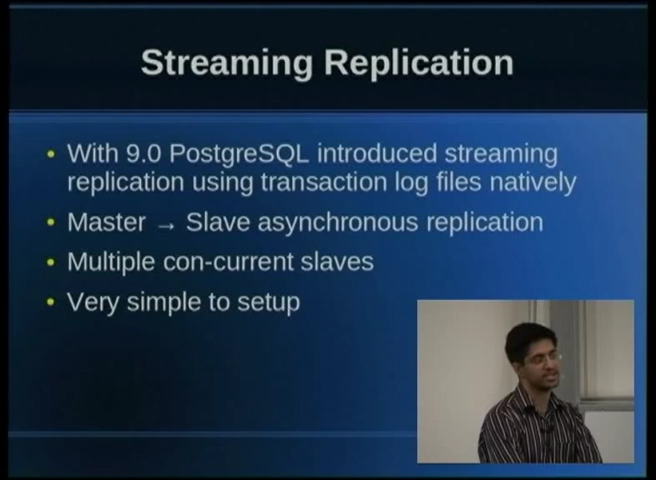 Streaming Replication
• With 9.0 PostgreSQL introduced streaming
replication using transaction log files natively
• Master → Slave asynchronous replication
• Multiple con-current slaves
• Very simple to setup